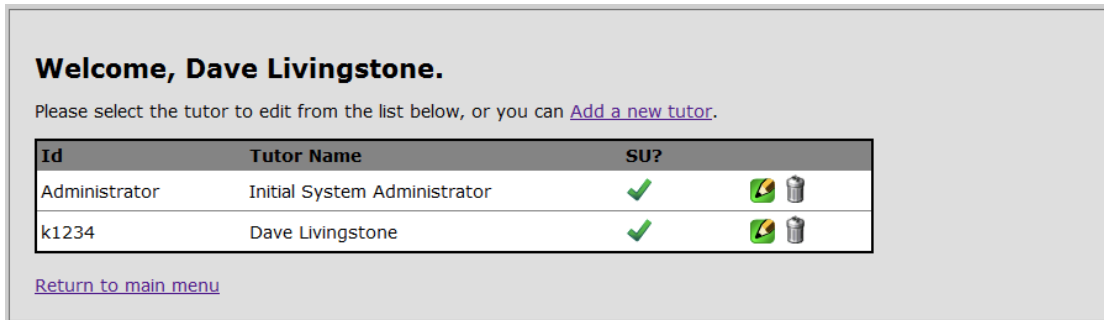 Welcome, Dave Livingstone.
Please select the tutor to edit from the list below, or you can Add a new tutor.
Id Tutor Name SU?
Administrator Initial System Administrator
k1234 Dave Livingstone
Return to main menu